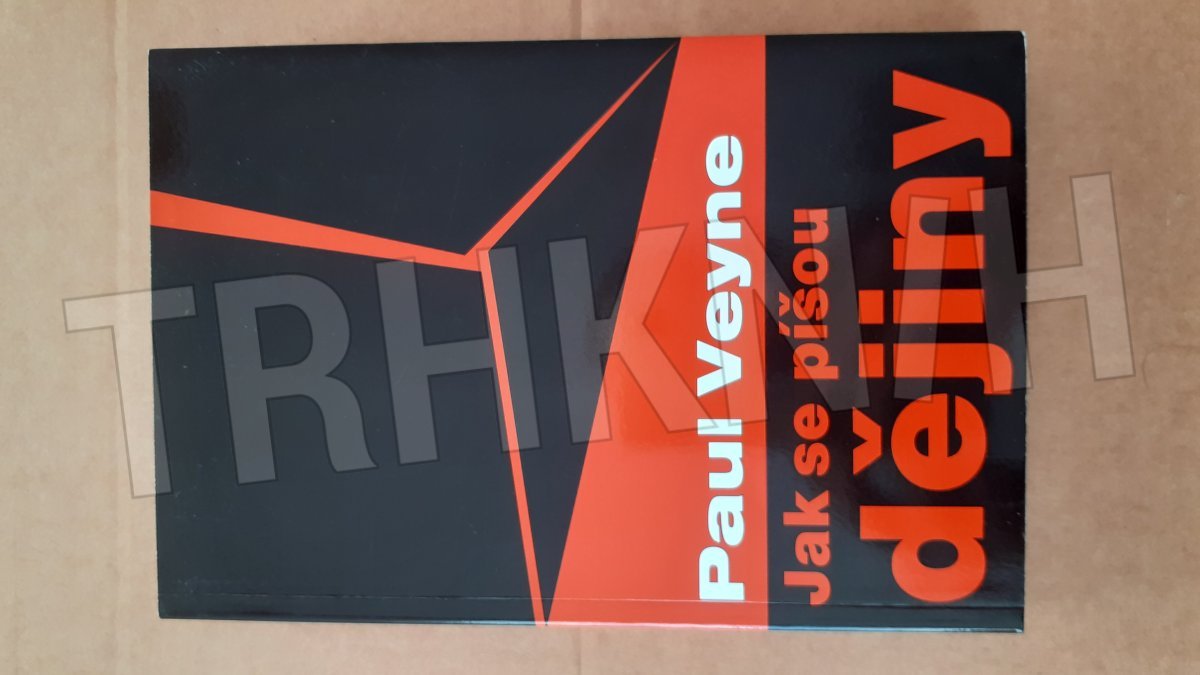 Paul Veyne
Jak se píšou
dějiny
TRHKNIH